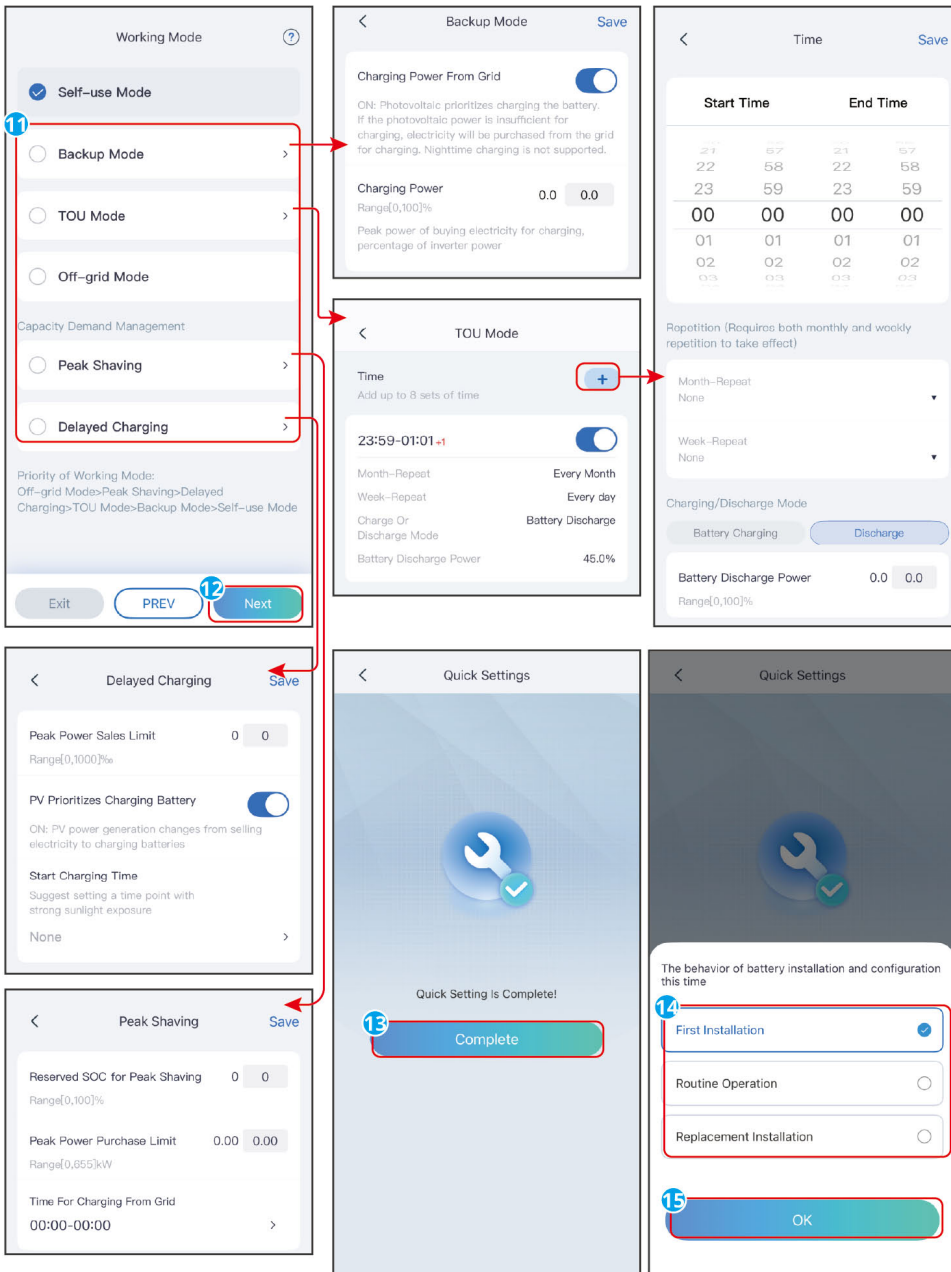 Working Mode
?
Self-use Mode
11
Backup Mode
TOU Mode
Off-grid Mode
Capacity Demand Management
Peak Shaving
Delayed Charging
Priority of Working Mode:
Off-grid Mode>Peak Shaving>Delayed
Charging>TOU Mode>Backup Mode>Self-use Mode
12
Exit
PREV
Next
Backup Mode
Save
Charging Power From Grid
ON: Photovoltaic prioritizes charging the battery.
If the photovoltaic power is insufficient for
charging, electricity will be purchased from the grid
for charging. Nighttime charging is not supported.
Charging Power 0.0 0.0
Range[0,100]%
Peak power of buying electricity for charging,
percentage of inverter power
TOU Mode
Time +
Add up to 8 sets of time
23:59-01:01 +1
Month-Repeat Every Month
Week-Repeat Every day
Charge Or Battery Discharge
Discharge Mode
Battery Discharge Power 45.0%
Time
Save
Start Time End Time
21 57 21 57
22 58 22 58
23 59 23 59
00 00 00 00
01 01 01 01
02 02 02 02
03 03 03 03
Repetition (Requires both monthly and weekly
repetition to take effect)
Month-Repeat
None
Week-Repeat
None
Charging/Discharge Mode
Battery Charging Discharge
Battery Discharge Power 0.0 0.0
Range[0,100]%
Delayed Charging
Save
Peak Power Sales Limit 0 0
Range[0,1000]‰
PV Prioritizes Charging Battery
ON: PV power generation changes from selling
electricity to charging batteries
Start Charging Time
Suggest setting a time point with
strong sunlight exposure
None
Peak Shaving
Save
Reserved SOC for Peak Shaving 0 0
Range[0,100]%
Peak Power Purchase Limit 0.00 0.00
Range[0,655]kW
Time For Charging From Grid
00:00-00:00
Quick Settings
Quick Setting Is Complete!
13
Complete
Quick Settings
The behavior of battery installation and configuration
this time
14
First Installation
Routine Operation
Replacement Installation
15
OK